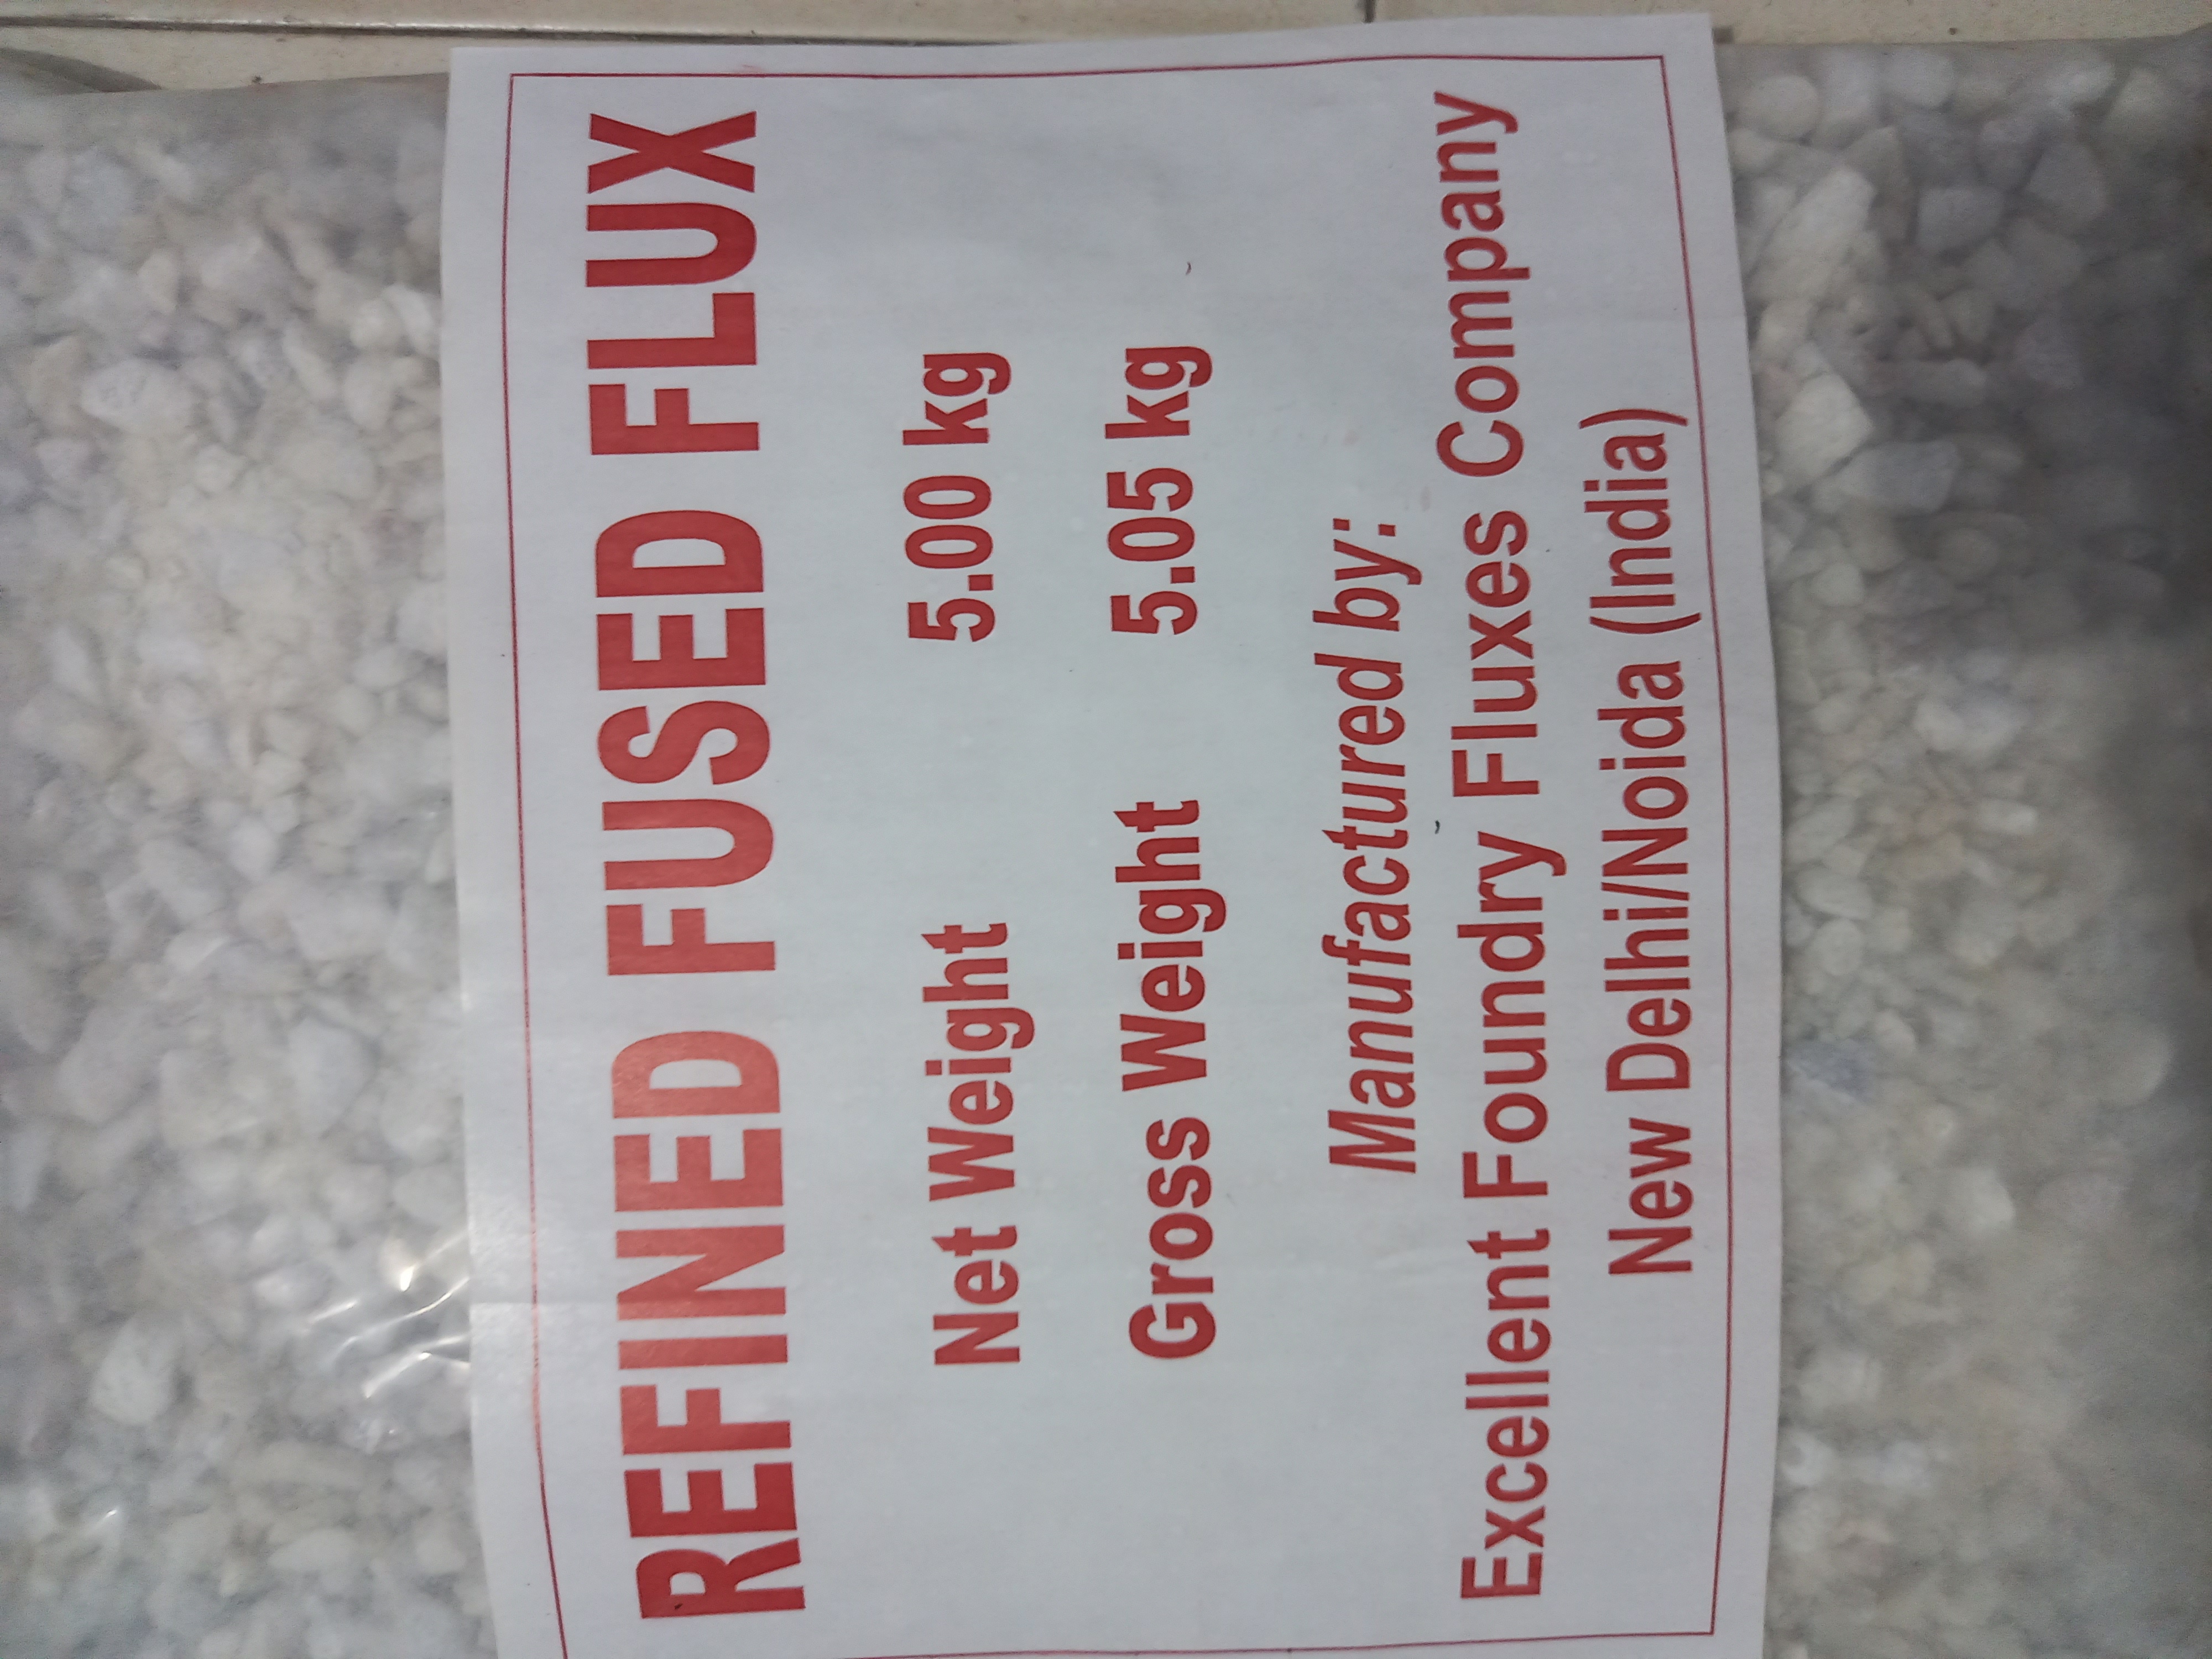 REFINED FUSED FLUX
Net Weight 5.00 kg
Gross Weight 5.05 kg
Manufactured by:
Excellent Foundry Fluxes Company
New Delhi/Noida (India)